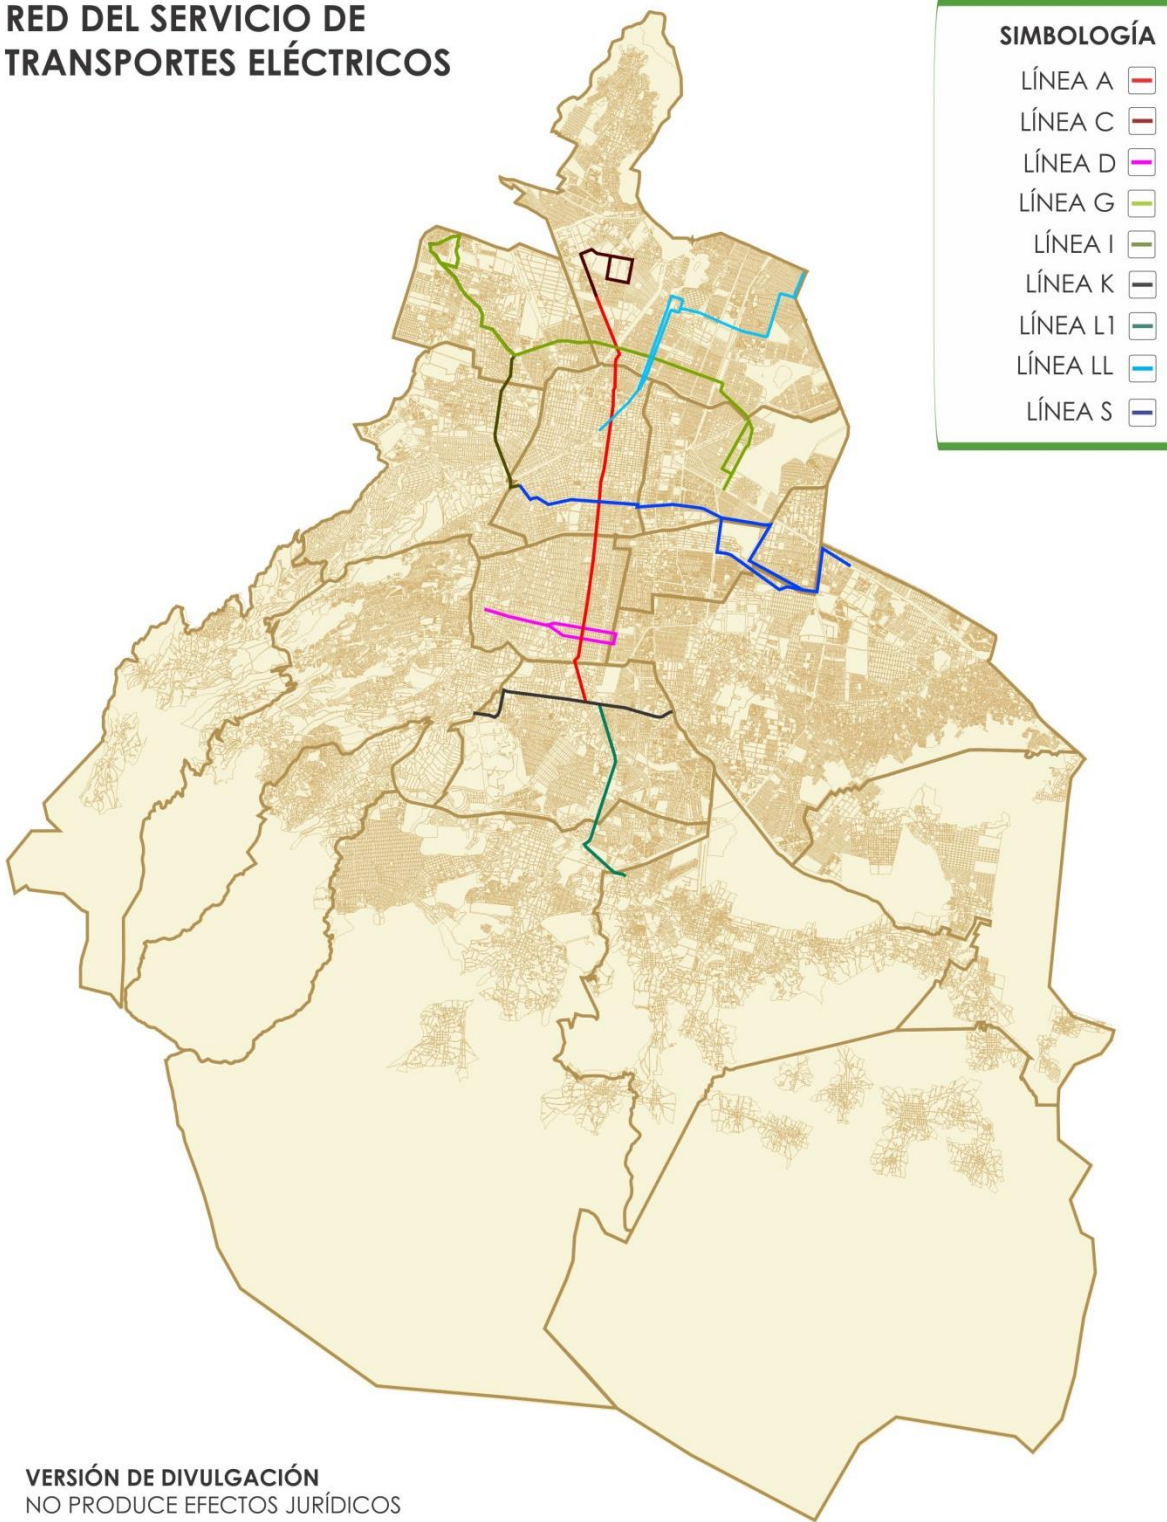 RED DEL SERVICIO DE
TRANSPORTES ELÉCTRICOS
SIMBOLOGÍA
LÍNEA A
LÍNEA C
LÍNEA D
LÍNEA G
LÍNEA I
LÍNEA K
LÍNEA L1
LÍNEA LL
LÍNEA S
VERSIÓN DE DIVULGACIÓN
NO PRODUCE EFECTOS JURÍDICOS